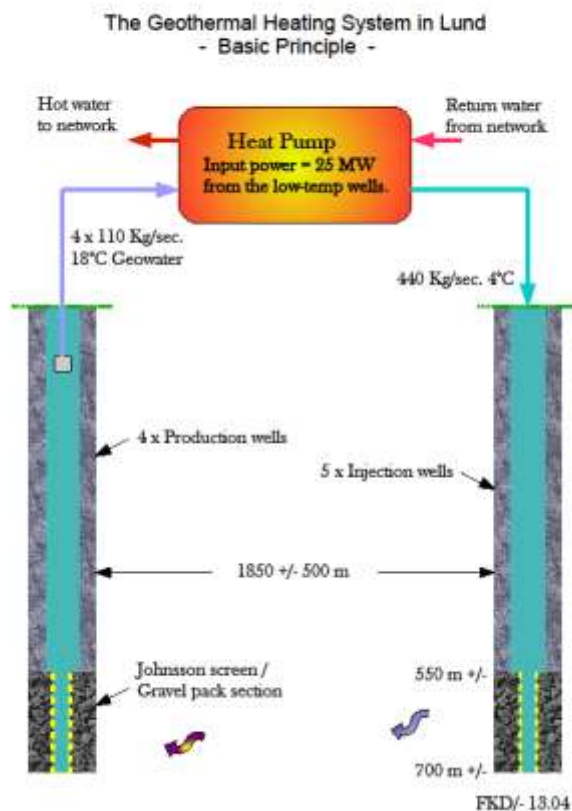 The Geothermal Heating System in Lund
- Basic Principle -
Hot water
to network
Heat Pump
Input power = 25 MW
from the low-temp wells.
Return water
from network
4 x 110 Kg/sec.
18°C Geowater
440 Kg/sec. 4°C
4 x Production wells
5 x Injection wells
1850 +/- 500 m
Johnsson screen /
Gravel pack section
550 m +/-
700 m +/-
FKD/- 13.04